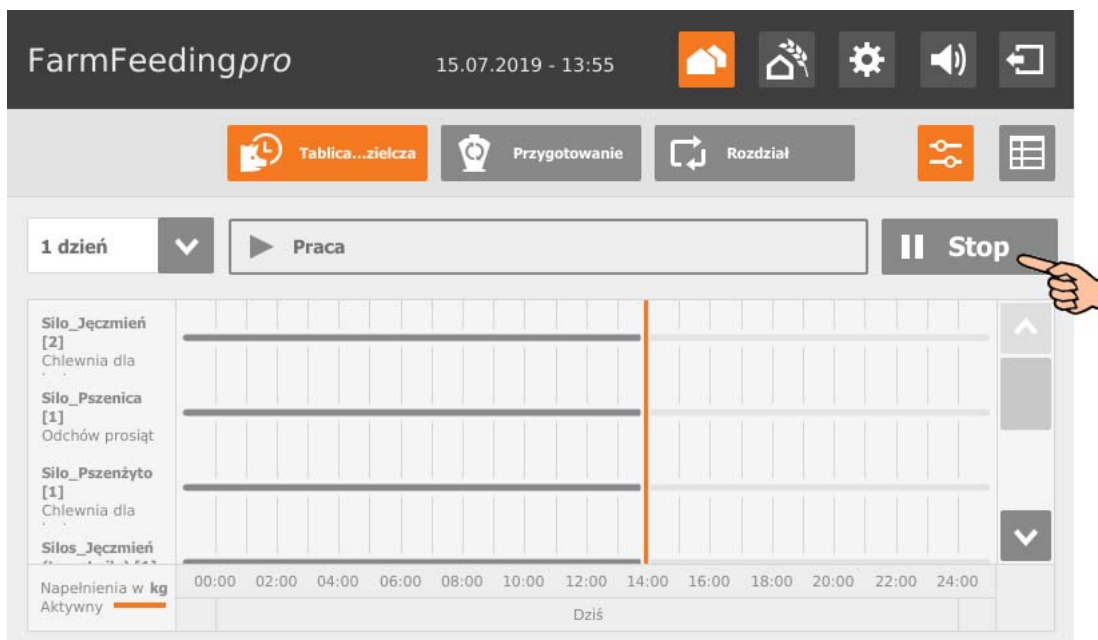 FarmFeedingpro
15.07.2019 - 13:55
Tablica...zielcza
Przygotowanie
Rozdział
1 dzień
Praca
Stop
Silo_Jęczmień
[2]
Chlewnia dla
Silo_Pszenica
[1]
Odchów prosiąt
Silo_Pszenżyto
[1]
Chlewnia dla
Silos_Jęczmień
Napełnienia w kg
Aktywny
00:00 02:00 04:00 06:00 08:00 10:00 12:00 14:00 16:00 18:00 20:00 22:00 24:00
Dziś